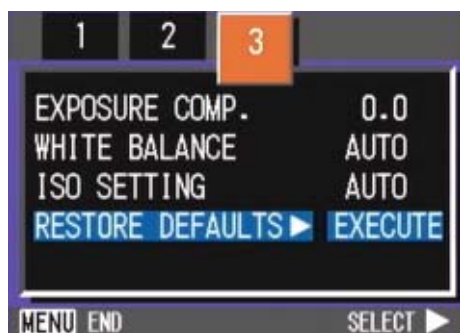 1 2 3
EXPOSURE COMP. 0.0
WHITE BALANCE AUTO
ISO SETTING AUTO
RESTORE DEFAULTS▶ EXECUTE
MENU END SELECT ▶